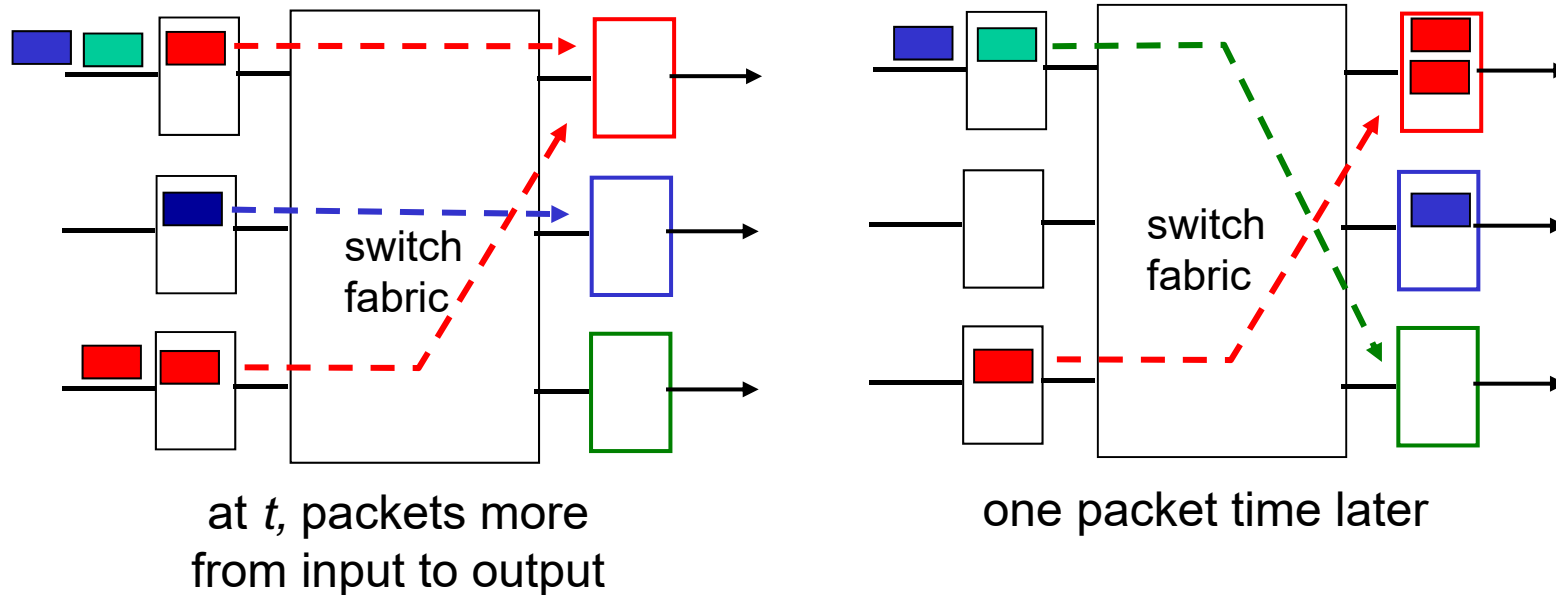 switch
fabric
at t, packets more
from input to output
switch
fabric
one packet time later